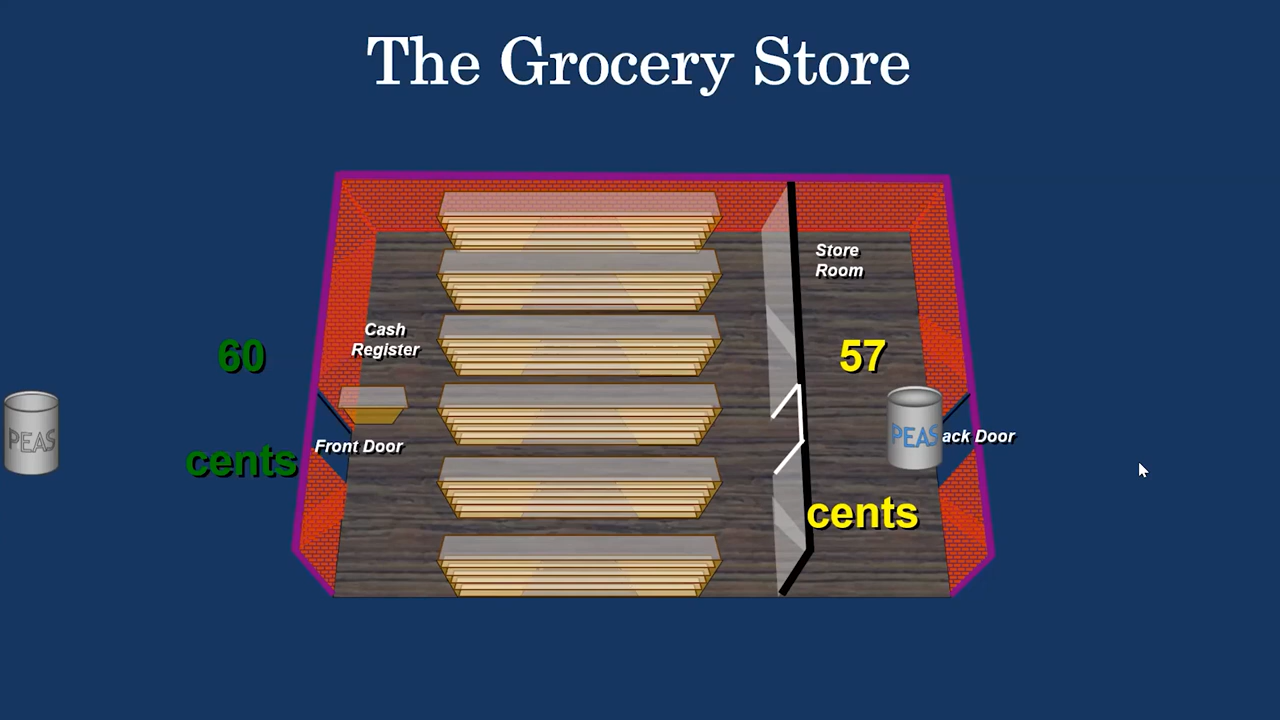 The Grocery Store
Store
Room
Cash
Register
60
57
PEAS
PEAS
Front Door
ack Door
cents
cents